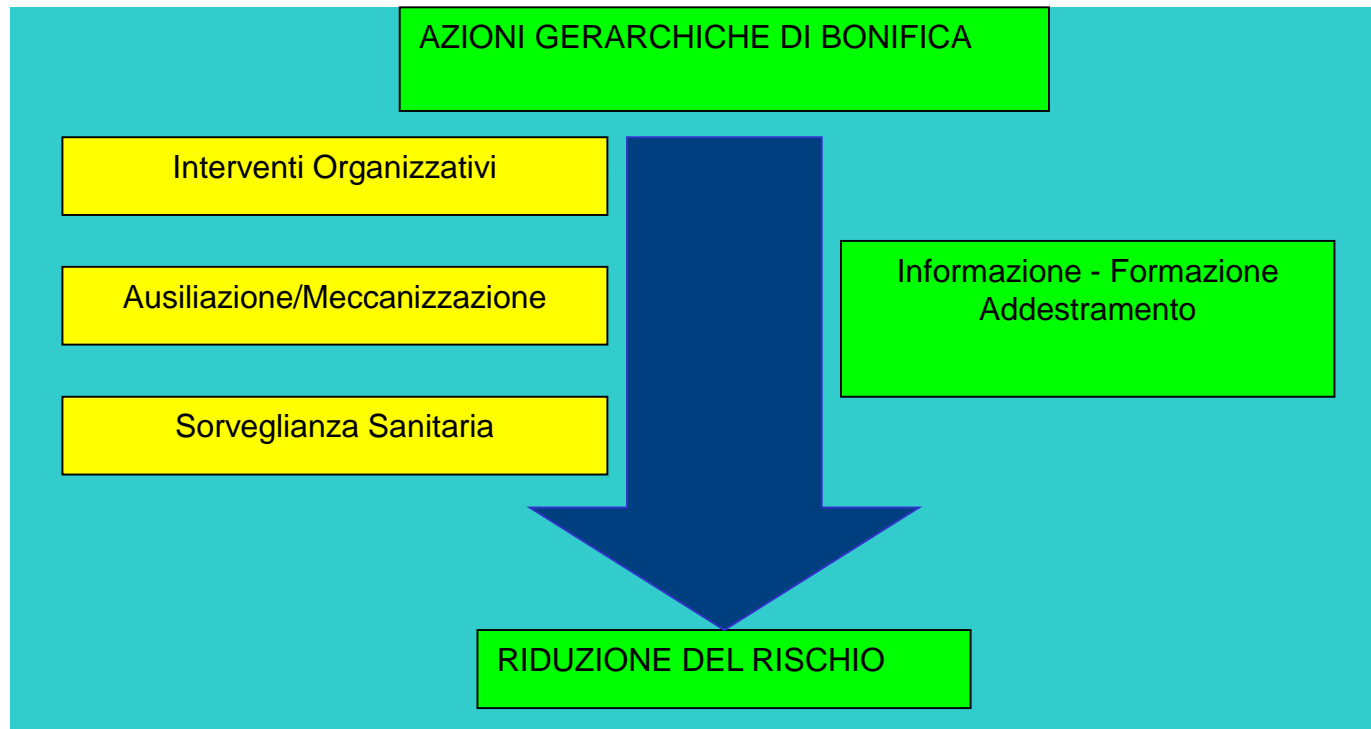 AZIONI GERARCHICHE DI BONIFICA
Interventi Organizzativi
Ausiliazione/Meccanizzazione
Sorveglianza Sanitaria
Informazione - Formazione
Addestramento
RIDUZIONE DEL RISCHIO